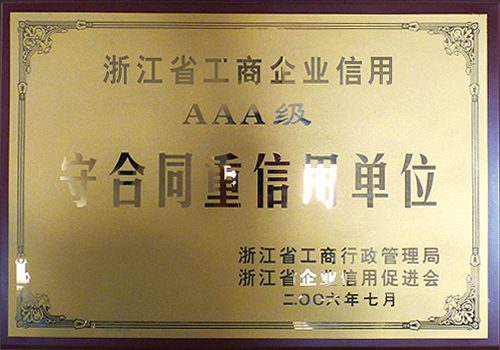 浙江省工商企业信用
AAA级
守合同重信用单位
浙江省工商行政管理局
浙江省企业信用促进会
二〇〇六年七月